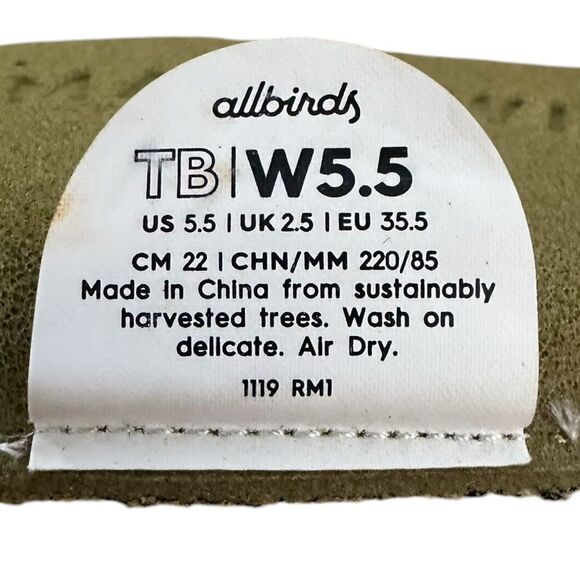 allbirds
TB | W5.5
US 5.5 | UK 2.5 | EU 35.5
CM 22 | CHN/MM 220/85
Made in China from sustainably
harvested trees. Wash on
delicate. Air Dry.
1119 RM1